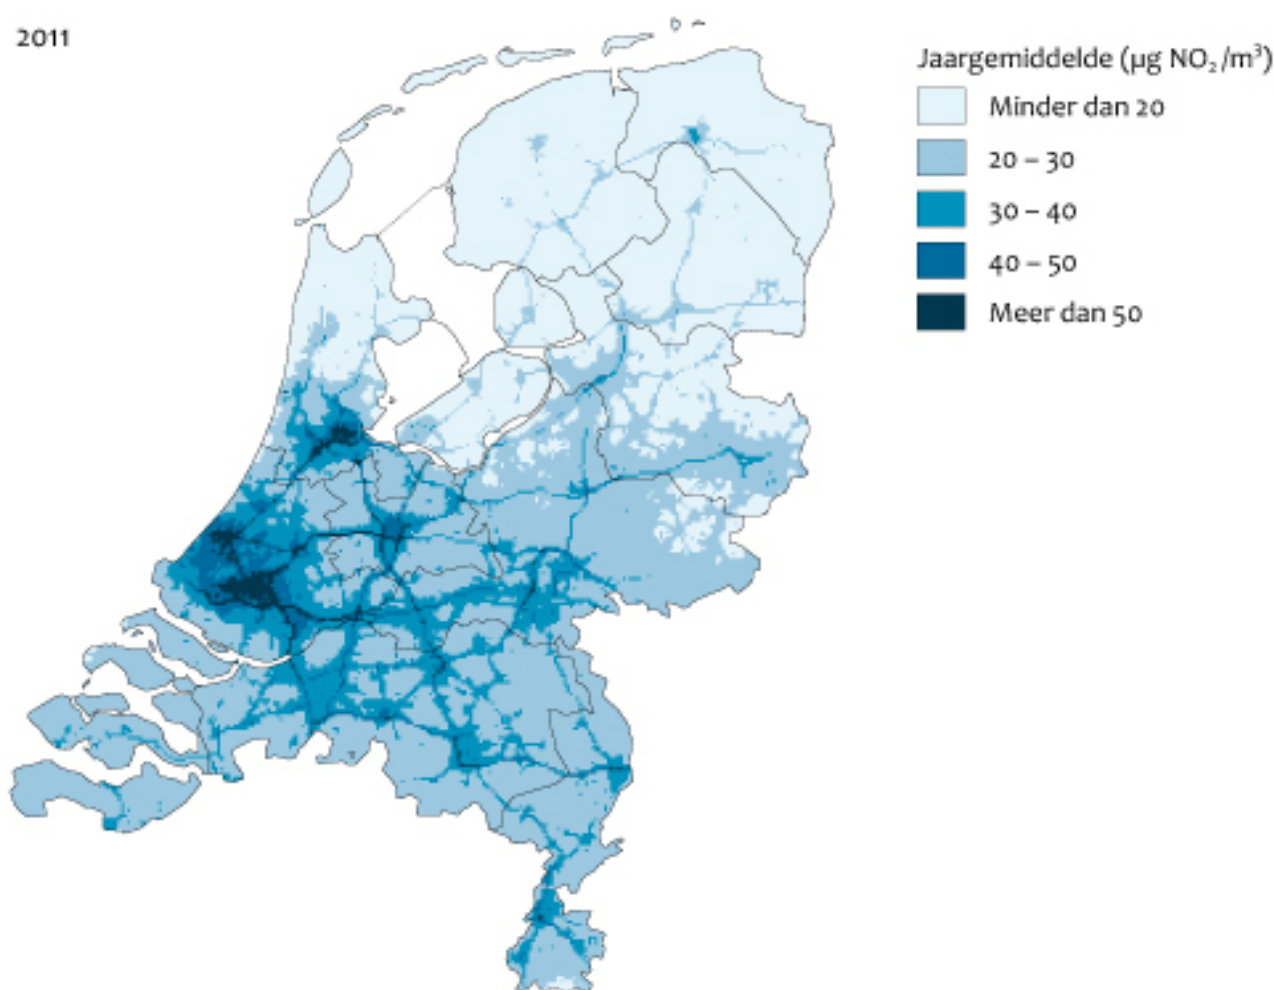 2011
Jaargemiddelde (µg NO₂/m³)
Minder dan 20
20 – 30
30 – 40
40 – 50
Meer dan 50